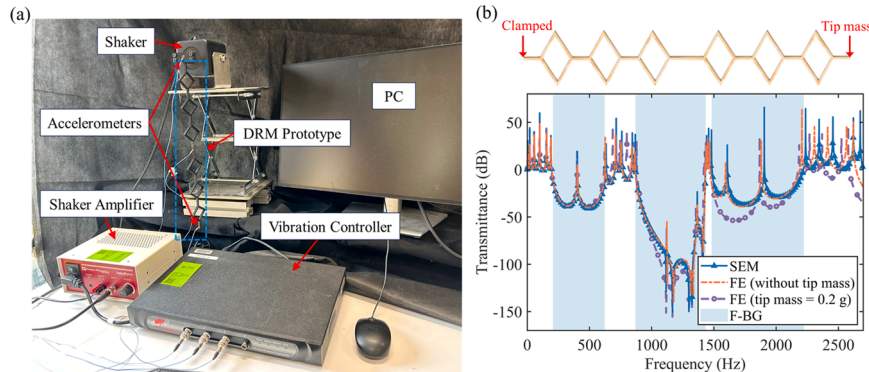 (a)
Shaker
Accelerometers
PC
DRM Prototype
Shaker Amplifier
Vibration Controller
(b)
Clamped
Tip mass
50
0
-50
-100
-150
Transmittance (dB)
SEM
FE (without tip mass)
FE (tip mass = 0.2 g)
F-BG
0
500
1000
1500
2000
2500
Frequency (Hz)